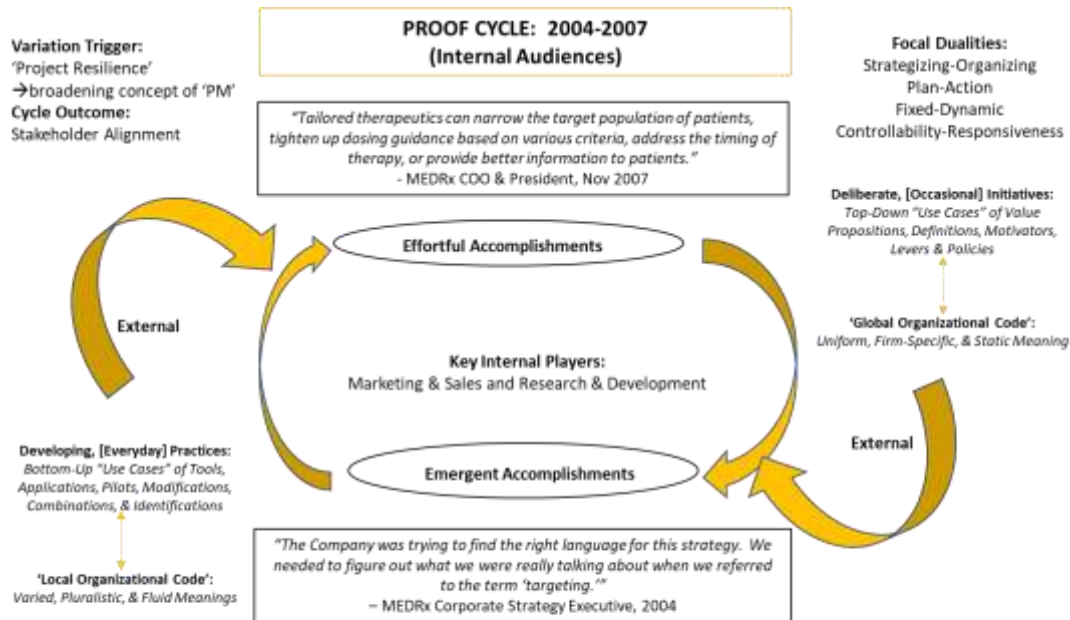 PROOF CYCLE: 2004-2007
(Internal Audiences)
Variation Trigger:
‘Project Resilience’
→broadening concept of ‘PM’
Cycle Outcome:
Stakeholder Alignment
Focal Dualities:
Strategizing-Organizing
Plan-Action
Fixed-Dynamic
Controllability-Responsiveness
“Tailored therapeutics can narrow the target population of patients,
tighten up dosing guidance based on various criteria, address the timing of
therapy, or provide better information to patients.”
- MEDRx COO & President, Nov 2007
Deliberate, [Occasional] Initiatives:
Top-Down “Use Cases” of Value
Propositions, Definitions, Motivators,
Levers & Policies
Effortful Accomplishments
External
‘Global Organizational Code’:
Uniform, Firm-Specific, & Static Meaning
Key Internal Players:
Marketing & Sales and Research & Development
External
Developing, [Everyday] Practices:
Bottom-Up “Use Cases” of Tools,
Applications, Pilots, Modifications,
Combinations, & Identifications
Emergent Accomplishments
‘Local Organizational Code’:
Varied, Pluralistic, & Fluid Meanings
“The Company was trying to find the right language for this strategy. We
needed to figure out what we were really talking about when we referred
to the term ‘targeting.’”
– MEDRx Corporate Strategy Executive, 2004